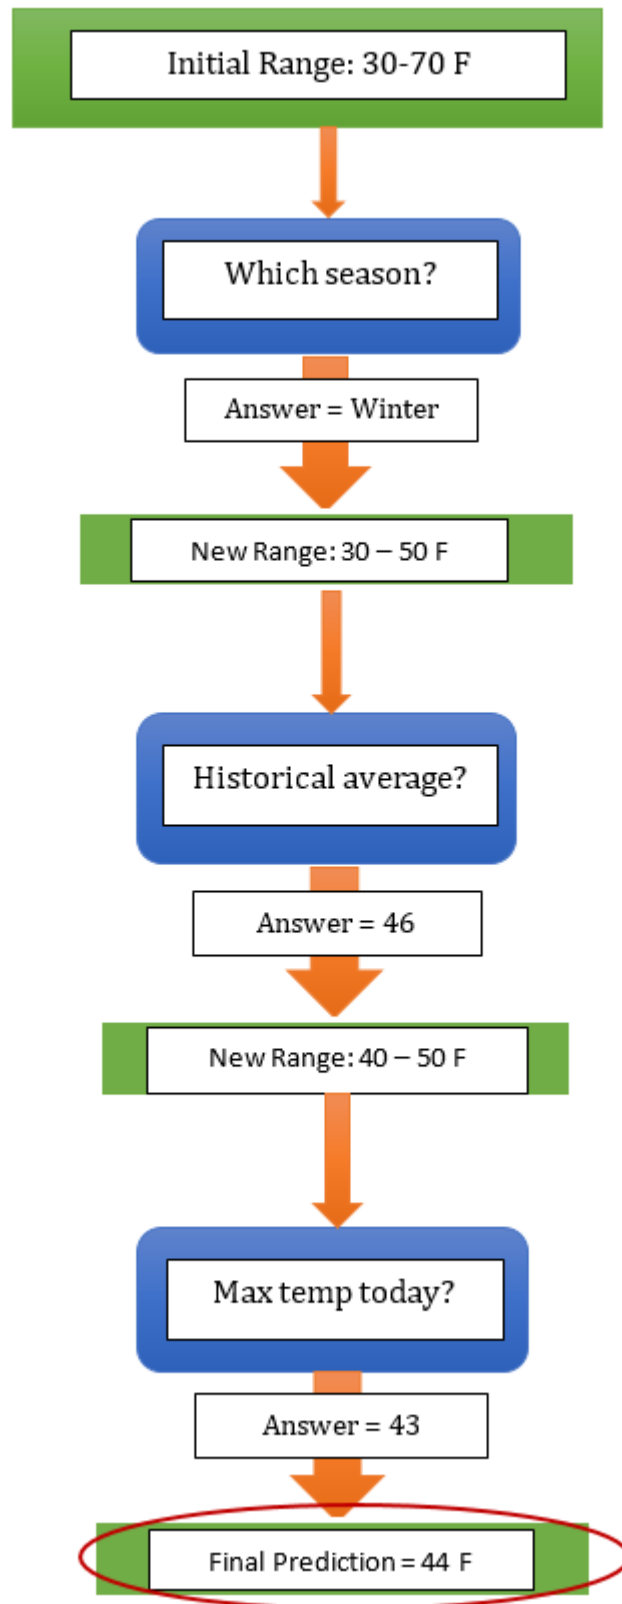 Initial Range: 30-70 F
Which season?
Answer = Winter
New Range: 30 – 50 F
Historical average?
Answer = 46
New Range: 40 – 50 F
Max temp today?
Answer = 43
Final Prediction = 44 F